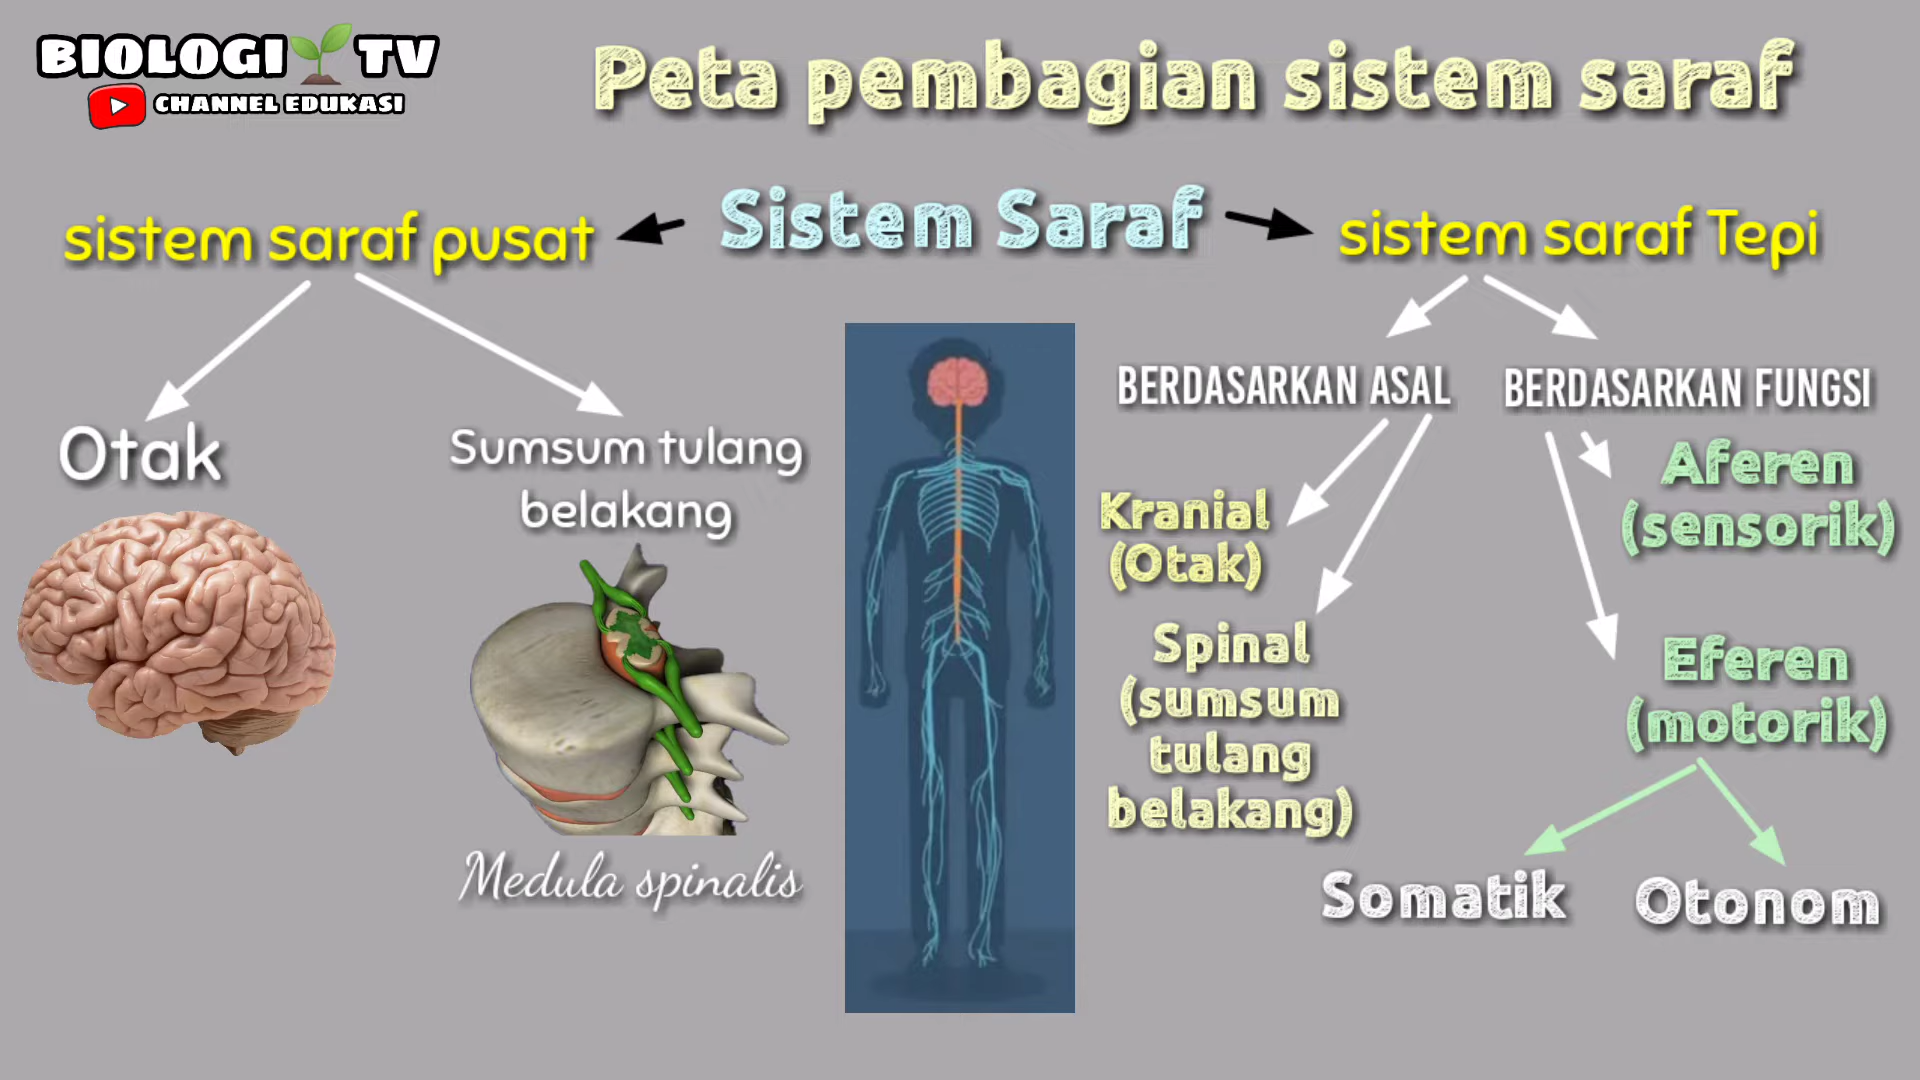 BIOLOGI TV
CHANNEL EDUKASI
Peta pembagian sistem saraf
Sistem Saraf
sistem saraf pusat
sistem saraf Tepi
Otak
Sumsum tulang
belakang
Medula spinalis
BERDASARKAN ASAL
BERDASARKAN FUNGSI
Kranial
(Otak)
Spinal
(sumsum
tulang
belakang)
Aferen
(sensorik)
Eferen
(motorik)
Somatik
Otonom